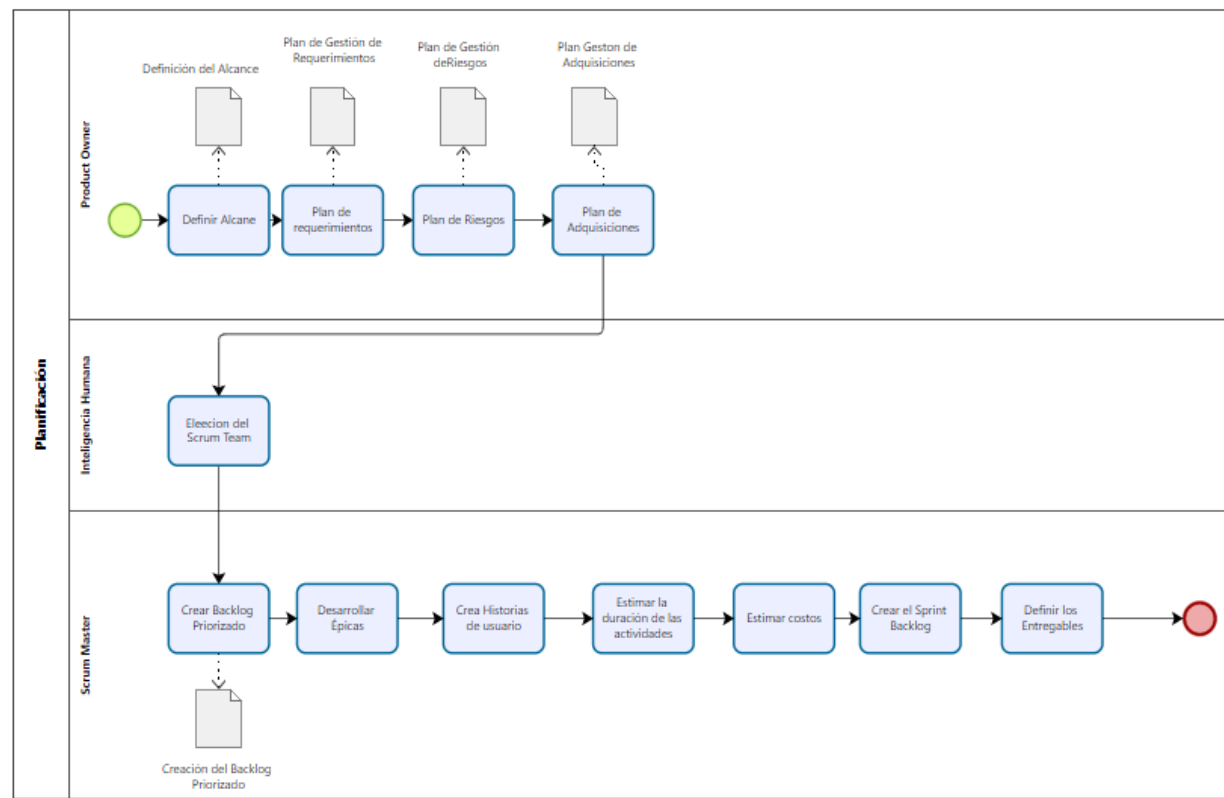 Planificación
Product Owner
Definición del Alcance
Plan de Gestión de
Requerimientos
Plan de Gestión
deRiesgos
Plan Geston de
Adquisiciones
Definir Alcane
Plan de
requerimientos
Plan de Riesgos
Plan de
Adquisiciones
Inteligencia Humana
Eleecion del
Scrum Team
Scrum Master
Crear Backlog
Priorizado
Desarrollar
Épicas
Crea Historias
de usuario
Estimar la
duración de las
actividades
Estimar costos
Crear el Sprint
Backlog
Definir los
Entregables
Creación del Backlog
Priorizado